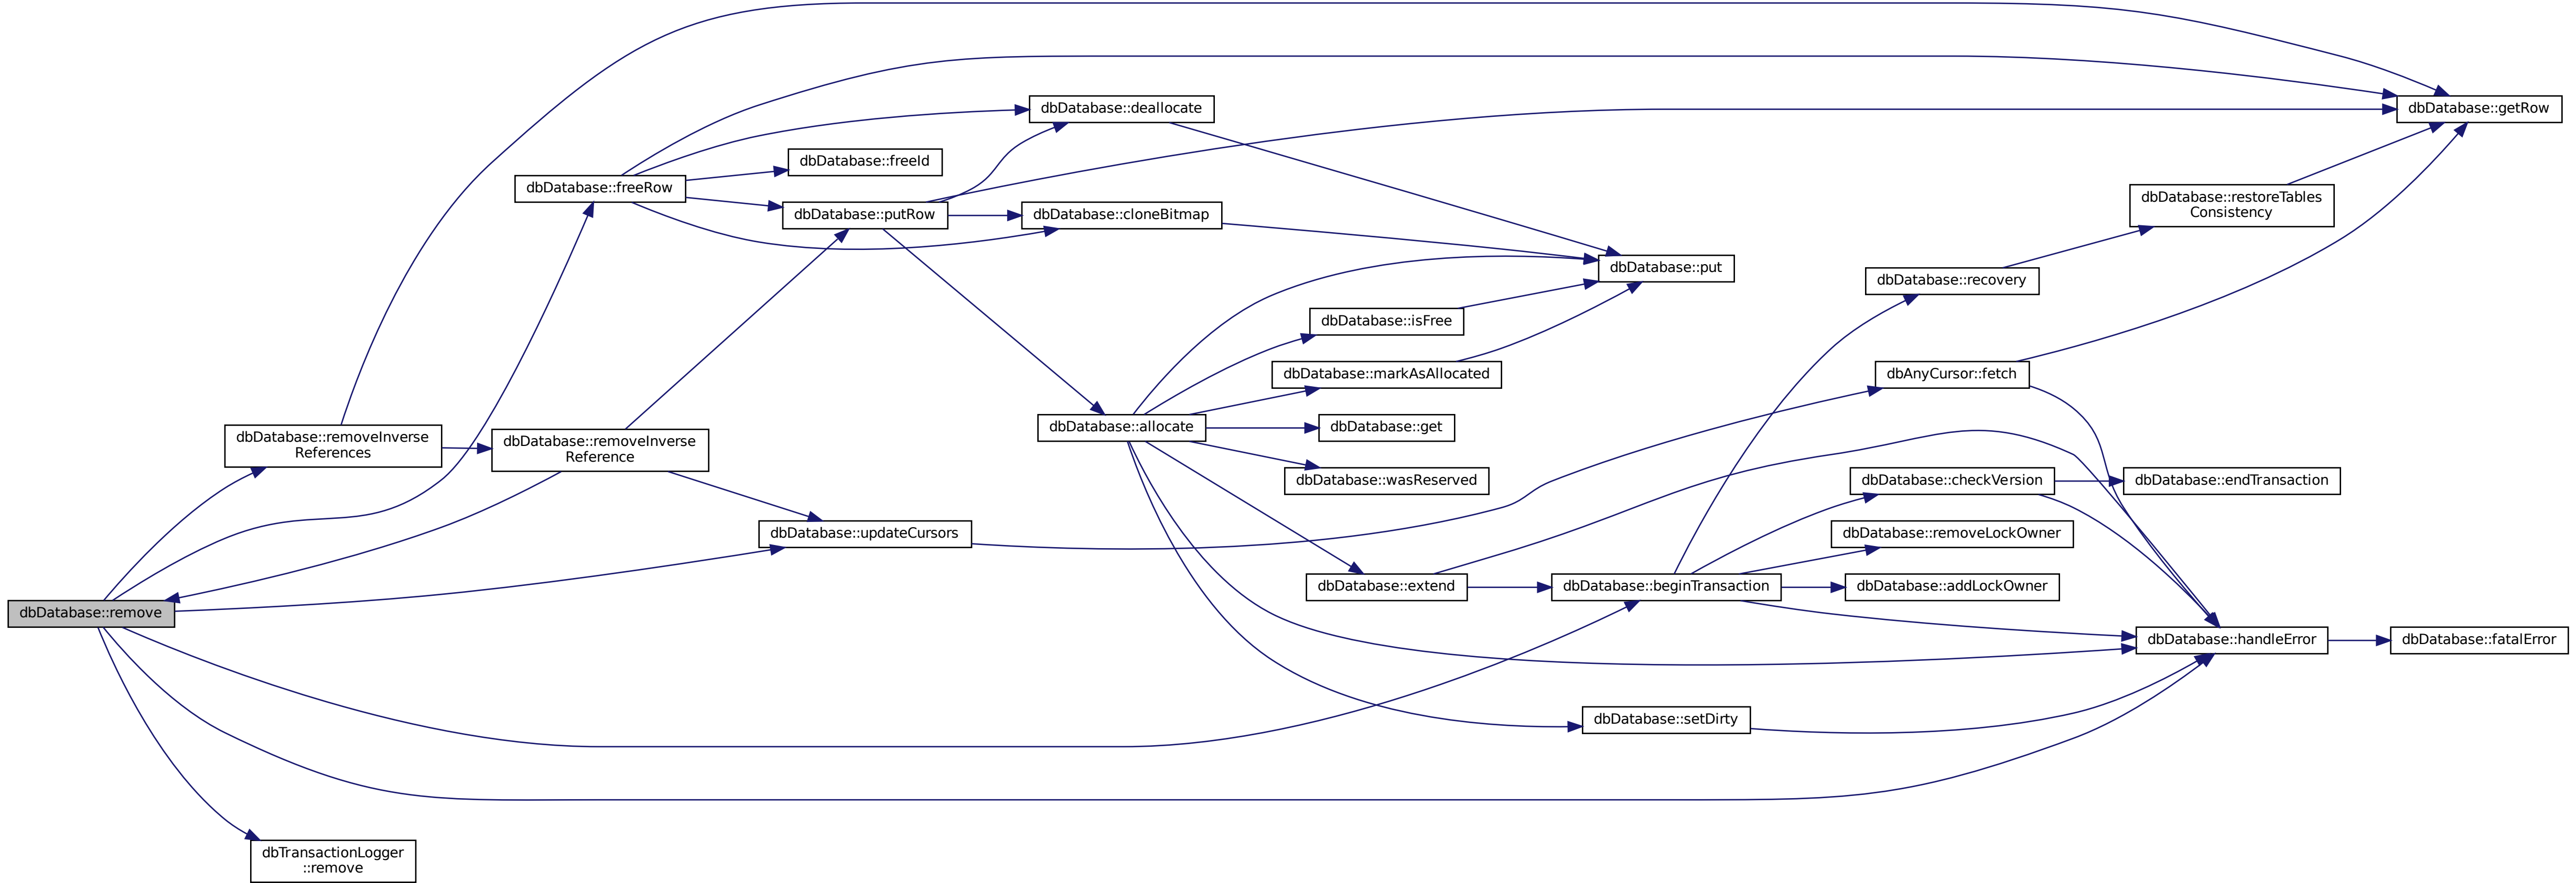 dbDatabase::remove
dbDatabase::removeInverse
References
dbTransactionLogger
::remove
dbDatabase::freeRow
dbDatabase::removeInverse
Reference
dbDatabase::freeId
dbDatabase::putRow
dbDatabase::updateCursors
dbDatabase::deallocate
dbDatabase::cloneBitmap
dbDatabase::allocate
dbDatabase::isFree
dbDatabase::markAsAllocated
dbDatabase::get
dbDatabase::wasReserved
dbDatabase::extend
dbDatabase::put
dbDatabase::beginTransaction
dbDatabase::setDirty
dbDatabase::recovery
dbAnyCursor::fetch
dbDatabase::checkVersion
dbDatabase::removeLockOwner
dbDatabase::addLockOwner
dbDatabase::restoreTables
Consistency
dbDatabase::endTransaction
dbDatabase::handleError
dbDatabase::getRow
dbDatabase::fatalError